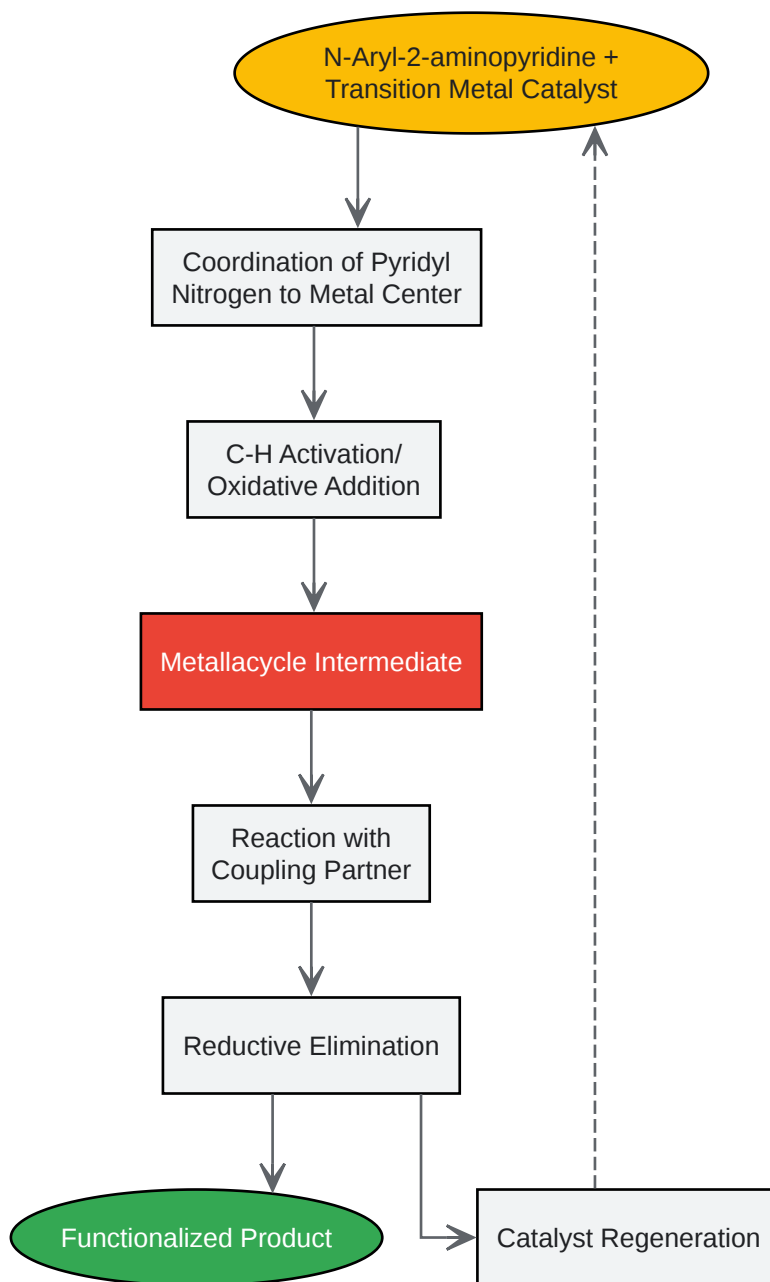 N-Aryl-2-aminopyridine +
Transition Metal Catalyst
Coordination of Pyridyl
Nitrogen to Metal Center
C-H Activation/
Oxidative Addition
Metallacycle Intermediate
Reaction with
Coupling Partner
Reductive Elimination
Functionalized Product
Catalyst Regeneration